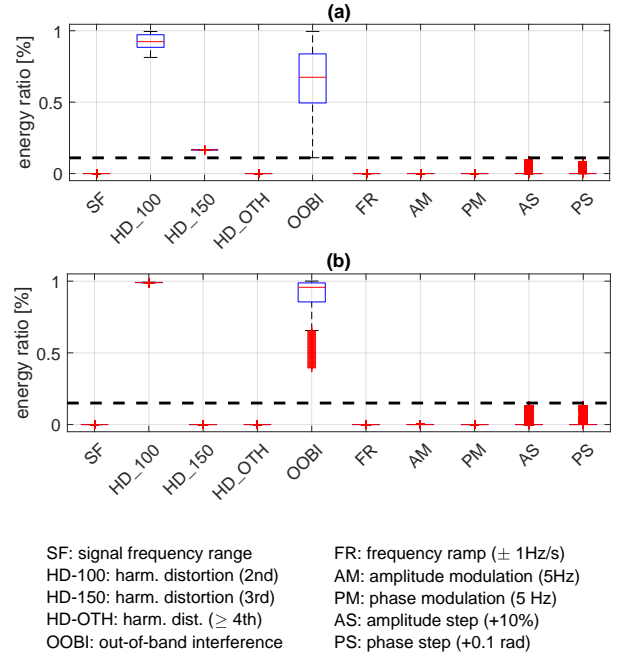 (a)
energy ratio [%]
1
0.5
0
SF
HD_100
HD_150
HD_OTH
OOBI
FR
AM
PM
AS
PS
(b)
energy ratio [%]
1
0.5
0
SF
HD_100
HD_150
HD_OTH
OOBI
FR
AM
PM
AS
PS
SF: signal frequency range
HD-100: harm. distortion (2nd)
HD-150: harm. distortion (3rd)
HD-OTH: harm. dist. (≥ 4th)
OOBI: out-of-band interference
FR: frequency ramp (± 1Hz/s)
AM: amplitude modulation (5Hz)
PM: phase modulation (5 Hz)
AS: amplitude step (+10%)
PS: phase step (+0.1 rad)